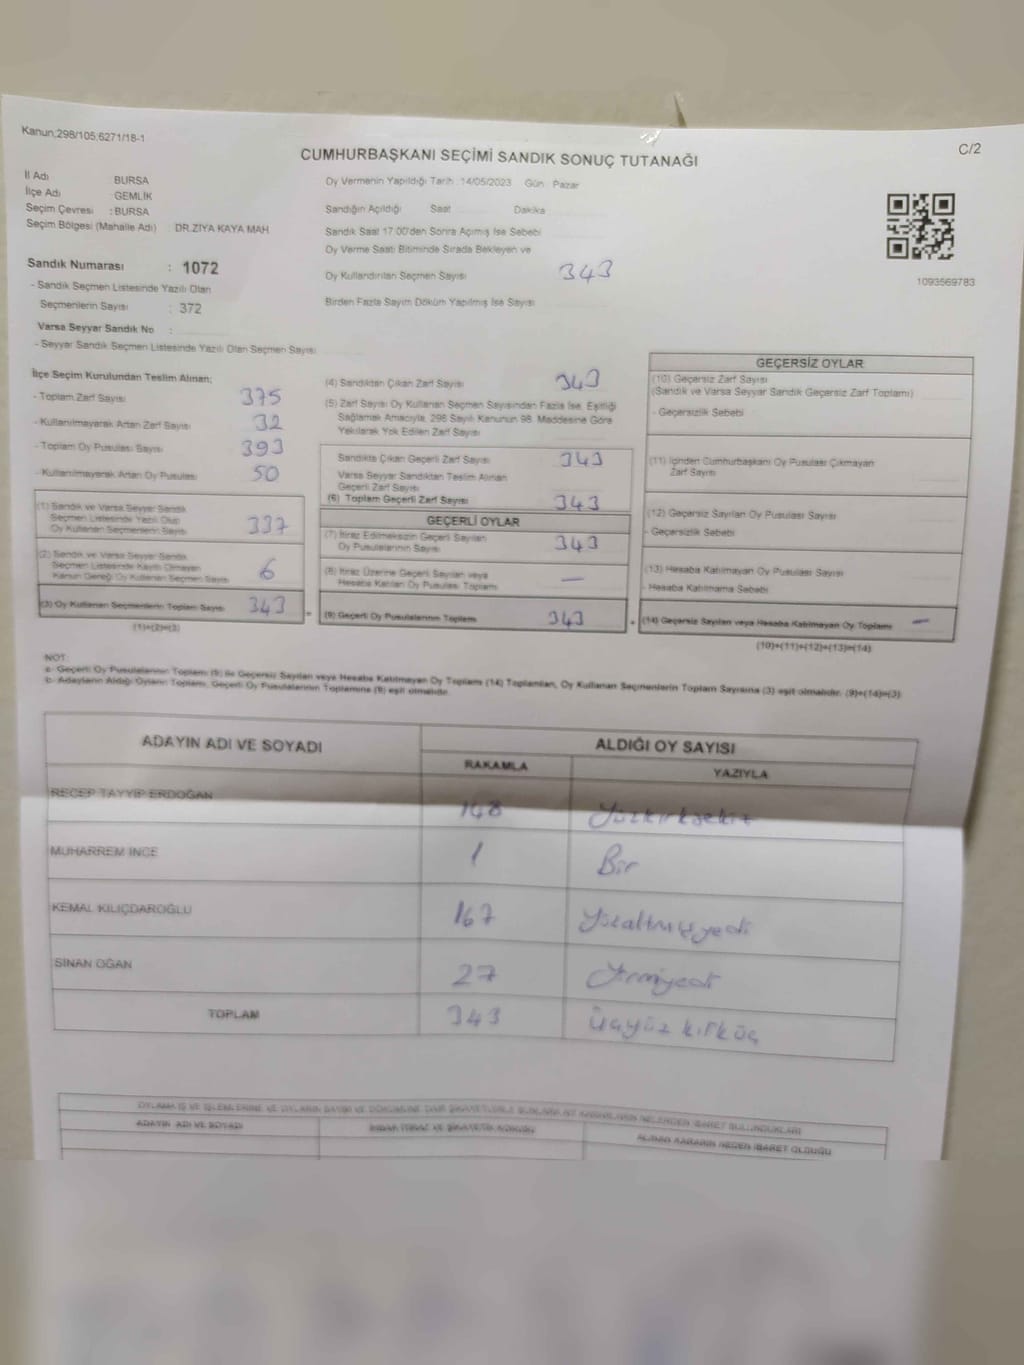 Kanun;298/105;6271/18-1
C/2
CUMHURBAŞKANI SEÇİMİ SANDIK SONUÇ TUTANAĞI
İl Adı BURSA
İlçe Adı : GEMLİK
Seçim Çevresi : BURSA
Seçim Bölgesi (Mahalle Adı) : DR.ZIYA KAYA MAH.
Oy Vermenin Yapıldığı Tarih :14/05/2023 Gün : Pazar
Sandığın Açıldığı Saat Dakika
Sandık Saat 17:00'den Sonra Açımış İse Sebebi
Oy Verme Saati Bitiminde Sırada Bekleyen ve
Oy Kullandırılan Seçmen Sayısı 343
Birden Fazla Sayım Döküm Yapılmış İse Sayısı
1093569783
Sandık Numarası : 1072
- Sandık Seçmen Listesinde Yazılı Olan
Seçmenlerin Sayısı : 372
Varsa Seyyar Sandık No :
- Seyyar Sandık Seçmen Listesinde Yazılı Olan Seçmen Sayısı
İlçe Seçim Kurulundan Teslim Alınan;
- Toplam Zarf Sayısı 375
- Kullanılmayarak Artan Zarf Sayısı 32
- Toplam Oy Pusulası Sayısı 393
- Kullanılmayarak Artan Oy Pusulası 50
(1) Sandık ve Varsa Seyyar Sandık
Seçmen Listesinde Yazılı Olup
Oy Kullanan Seçmenlerin Sayısı 337
(2) Sandık ve Varsa Seyyar Sandık
Seçmen Listesinde Kaydı Olmayan
Kanun Gereği Oy Kullanan Seçmen Sayısı 6
(3) Oy Kullanan Seçmenlerin Toplam Sayısı 343 =
(1)+(2)=(3)
(4) Sandıktan Çıkan Zarf Sayısı 343
(5) Zarf Sayısı Oy Kullanan Seçmen Sayısından Fazla İse, Eşitliği
Sağlamak Amacıyla, 298 Sayılı Kanunun 98. Maddesine Göre
Yakılarak Yok Edilen Zarf Sayısı
Sandıkta Çıkan Geçerli Zarf Sayısı 343
Varsa Seyyar Sandıktan Teslim Alınan
Geçerli Zarf Sayısı
(6) Toplam Geçerli Zarf Sayısı 343
GEÇERLİ OYLAR
(7) İtiraz Edilmeksizin Geçerli Sayılan
Oy Pusulalarının Sayısı 343
(8) İtiraz Üzerine Geçerli Sayılan veya
Hesaba Katılan Oy Pusulası Toplamı —
(9) Geçerli Oy Pusulalarının Toplamı 343 +
GEÇERSİZ OYLAR
(10) Geçersiz Zarf Sayısı
(Sandık ve Varsa Seyyar Sandık Geçersiz Zarf Toplamı)
- Geçersizlik Sebebi
(11) İçinden Cumhurbaşkanı Oy Pusulası Çıkmayan
Zarf Sayısı
(12) Geçersiz Sayılan Oy Pusulası Sayısı
- Geçersizlik Sebebi
(13) Hesaba Katılmayan Oy Pusulası Sayısı
- Hesaba Katılmama Sebebi
(14) Geçersiz Sayılan veya Hesaba Katılmayan Oy Toplamı —
(10)+(11)+(12)+(13)=(14)
NOT:
a- Geçerli Oy Pusulalarının Toplamı (9) ile Geçersiz Sayılan veya Hesaba Katılmayan Oy Toplamı (14) Toplamları, Oy Kullanan Seçmenlerin Toplam Sayısına (3) eşit olmalıdır. (9)+(14)=(3)
b- Adayların Aldığı Oyların Toplamı, Geçerli Oy Pusulalarının Toplamına (9) eşit olmalıdır.
ADAYIN ADI VE SOYADI ALDIĞI OY SAYISI
RAKAMLA YAZIYLA
RECEP TAYYİP ERDOĞAN 148 Yüzkırksekiz
MUHARREM İNCE 1 Bir
KEMAL KILIÇDAROĞLU 167 Yüzaltmışyedi
SİNAN OĞAN 27 Yirmiyedi
TOPLAM 343 Üçyüz kırküç
OYLAMA İŞ VE İŞLEMLERİNE VE OYLARIN SAYIM VE DÖKÜMÜNE DAİR ŞİKAYETLERLE BUNLARA AİT KARARLARIN NELERDEN İBARET BULUNDUKLARI
ADAYIN ADI VE SOYADI
ALINAN KARARIN NEDEN İBARET OLDUĞU